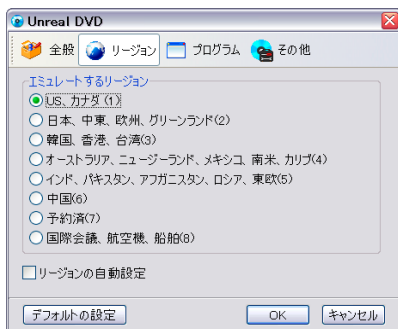 Unreal DVD
全般 リージョン プログラム その他
エミュレートするリージョン
US、カナダ(1)
日本、中東、欧州、グリーンランド(2)
韓国、香港、台湾(3)
オーストラリア、ニュージーランド、メキシコ、南米、カリブ(4)
インド、パキスタン、アフガニスタン、ロシア、東欧(5)
中国(6)
予約済(7)
国際会議、航空機、船舶(8)
リージョンの自動設定
デフォルトの設定 OK キャンセル